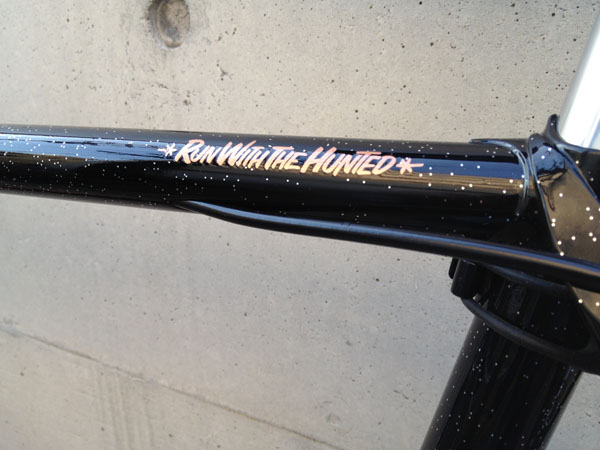 *RUN WITH THE HUNTED*